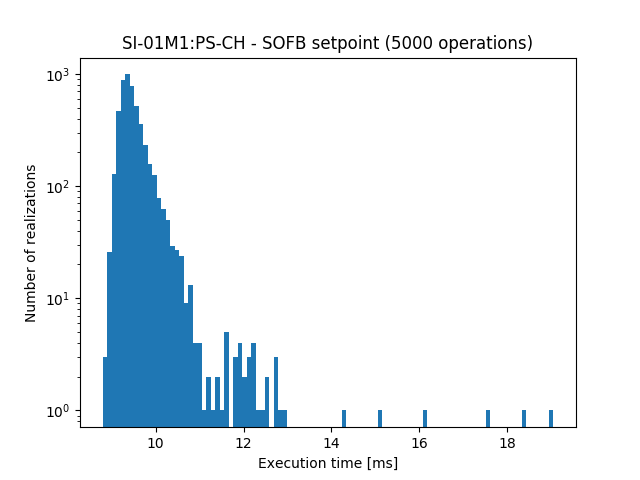 SI-01M1:PS-CH - SOFB setpoint (5000 operations)
10³
10²
10¹
10⁰
Number of realizations
10 12 14 16 18
Execution time [ms]